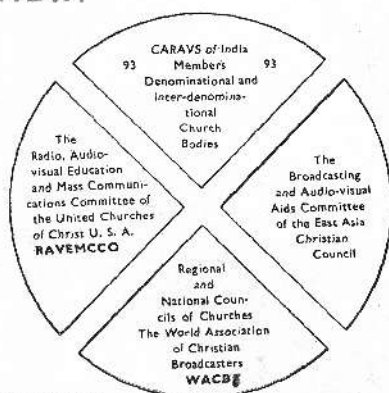 CARAVS of India
93 Members 93
Denominational and
Inter-denomina-
tional
Church
Bodies
The
Radio, Audio-
visual Education
and Mass Communi-
cations Committee of
the United Churches
of Christ U. S. A.
RAVEMCCO
The
Broadcasting
and Audio-visual
Aids Committee
of the East Asia
Christian
Council
Regional
and
National Coun-
cils of Churches
The World Association
of Christian
Broadcasters